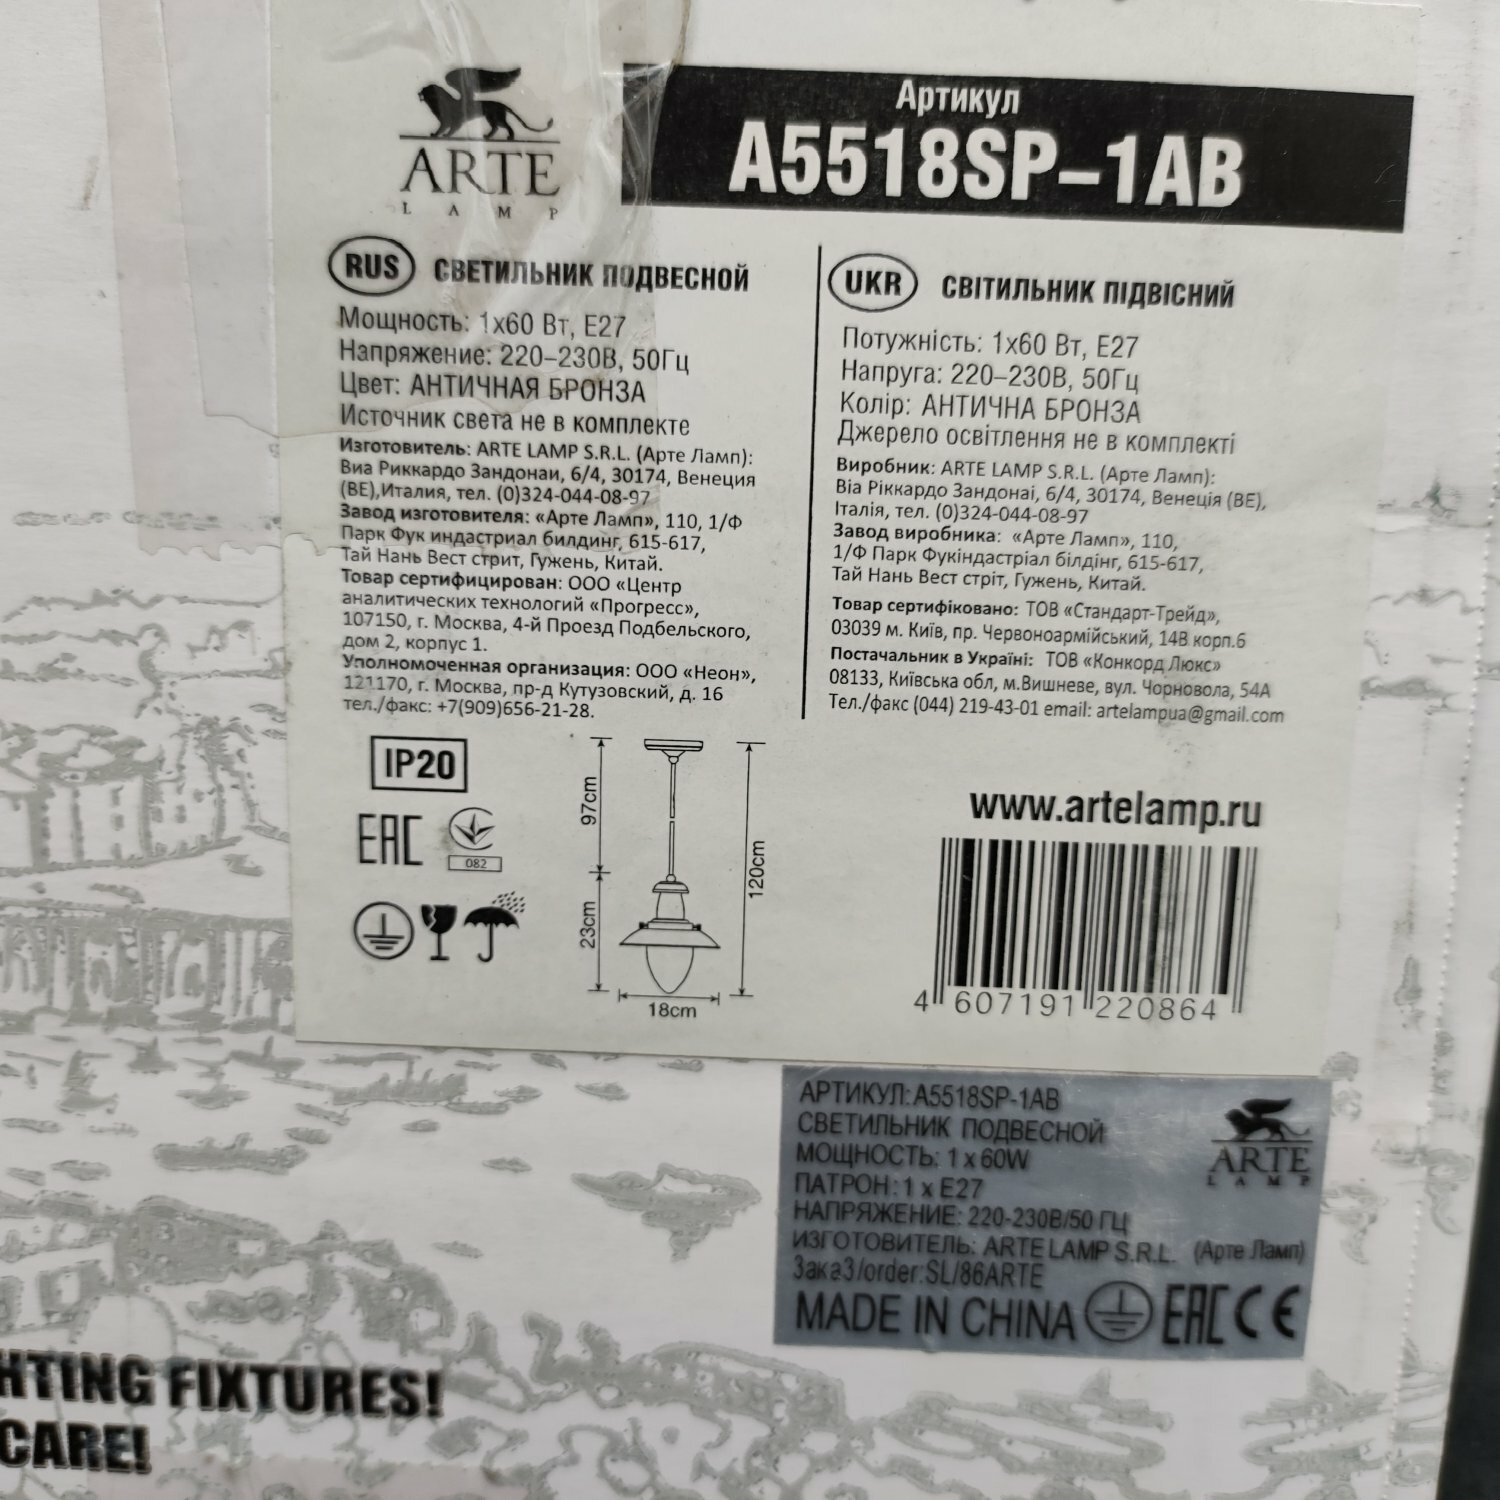 ARTE
LAMP
Артикул
A5518SP-1AB
RUS СВЕТИЛЬНИК ПОДВЕСНОЙ
Мощность: 1x60 Вт, E27
Напряжение: 220–230В, 50Гц
Цвет: АНТИЧНАЯ БРОНЗА
Источник света не в комплекте
Изготовитель: ARTE LAMP S.R.L. (Арте Ламп):
Виа Риккардо Зандонаи, 6/4, 30174, Венеция
(ВЕ),Италия, тел. (0)324-044-08-97
Завод изготовителя: «Арте Ламп», 110, 1/Ф
Парк Фук индастриал билдинг, 615-617,
Тай Нань Вест стрит, Гужень, Китай.
Товар сертифицирован: ООО «Центр
аналитических технологий «Прогресс»,
107150, г. Москва, 4-й Проезд Подбельского,
дом 2, корпус 1.
Уполномоченная организация: ООО «Неон»,
121170, г. Москва, пр-д Кутузовский, д. 16
тел./факс: +7(909)656-21-28.
UKR СВІТИЛЬНИК ПІДВІСНИЙ
Потужність: 1x60 Вт, E27
Напруга: 220–230В, 50Гц
Колір: АНТИЧНА БРОНЗА
Джерело освітлення не в комплекті
Виробник: ARTE LAMP S.R.L. (Арте Ламп):
Віа Ріккардо Зандонаі, 6/4, 30174, Венеція (ВЕ),
Італія, тел. (0)324-044-08-97
Завод виробника: «Арте Ламп», 110,
1/Ф Парк Фукіндастріал білдінг, 615-617,
Тай Нань Вест стріт, Гужень, Китай.
Товар сертифіковано: ТОВ «Стандарт-Трейд»,
03039 м. Київ, пр. Червоноармійський, 14В корп.6
Постачальник в Україні: ТОВ «Конкорд Люкс»
08133, Київська обл, м.Вишневе, вул. Чорновола, 54А
Тел./факс (044) 219-43-01 email: artelampua@gmail.com
IP20
EAC
082
97cm
23cm
120cm
18cm
www.artelamp.ru
4 607191 220864
АРТИКУЛ:A5518SP-1AB
СВЕТИЛЬНИК ПОДВЕСНОЙ
МОЩНОСТЬ: 1 x 60W
ПАТРОН:1 x E27
НАПРЯЖЕНИЕ: 220-230В/50 ГЦ
ИЗГОТОВИТЕЛЬ: ARTE LAMP S.R.L. (Арте Ламп)
Зака3/order:SL/86ARTE
MADE IN CHINA EAC CE
ARTE
LAMP
HTING FIXTURES!
CARE!